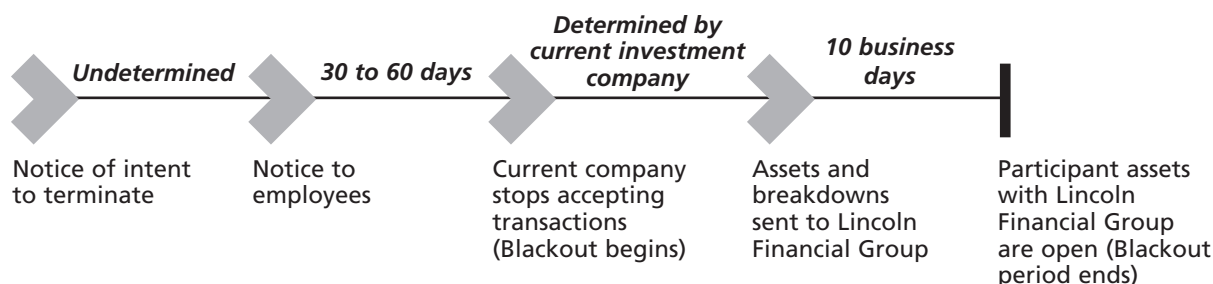 Undetermined
30 to 60 days
Determined by
current investment
company
10 business
days
Notice of intent
to terminate
Notice to
employees
Current company
stops accepting
transactions
(Blackout begins)
Assets and
breakdowns
sent to Lincoln
Financial Group
Participant assets
with Lincoln
Financial Group
are open (Blackout
period ends)